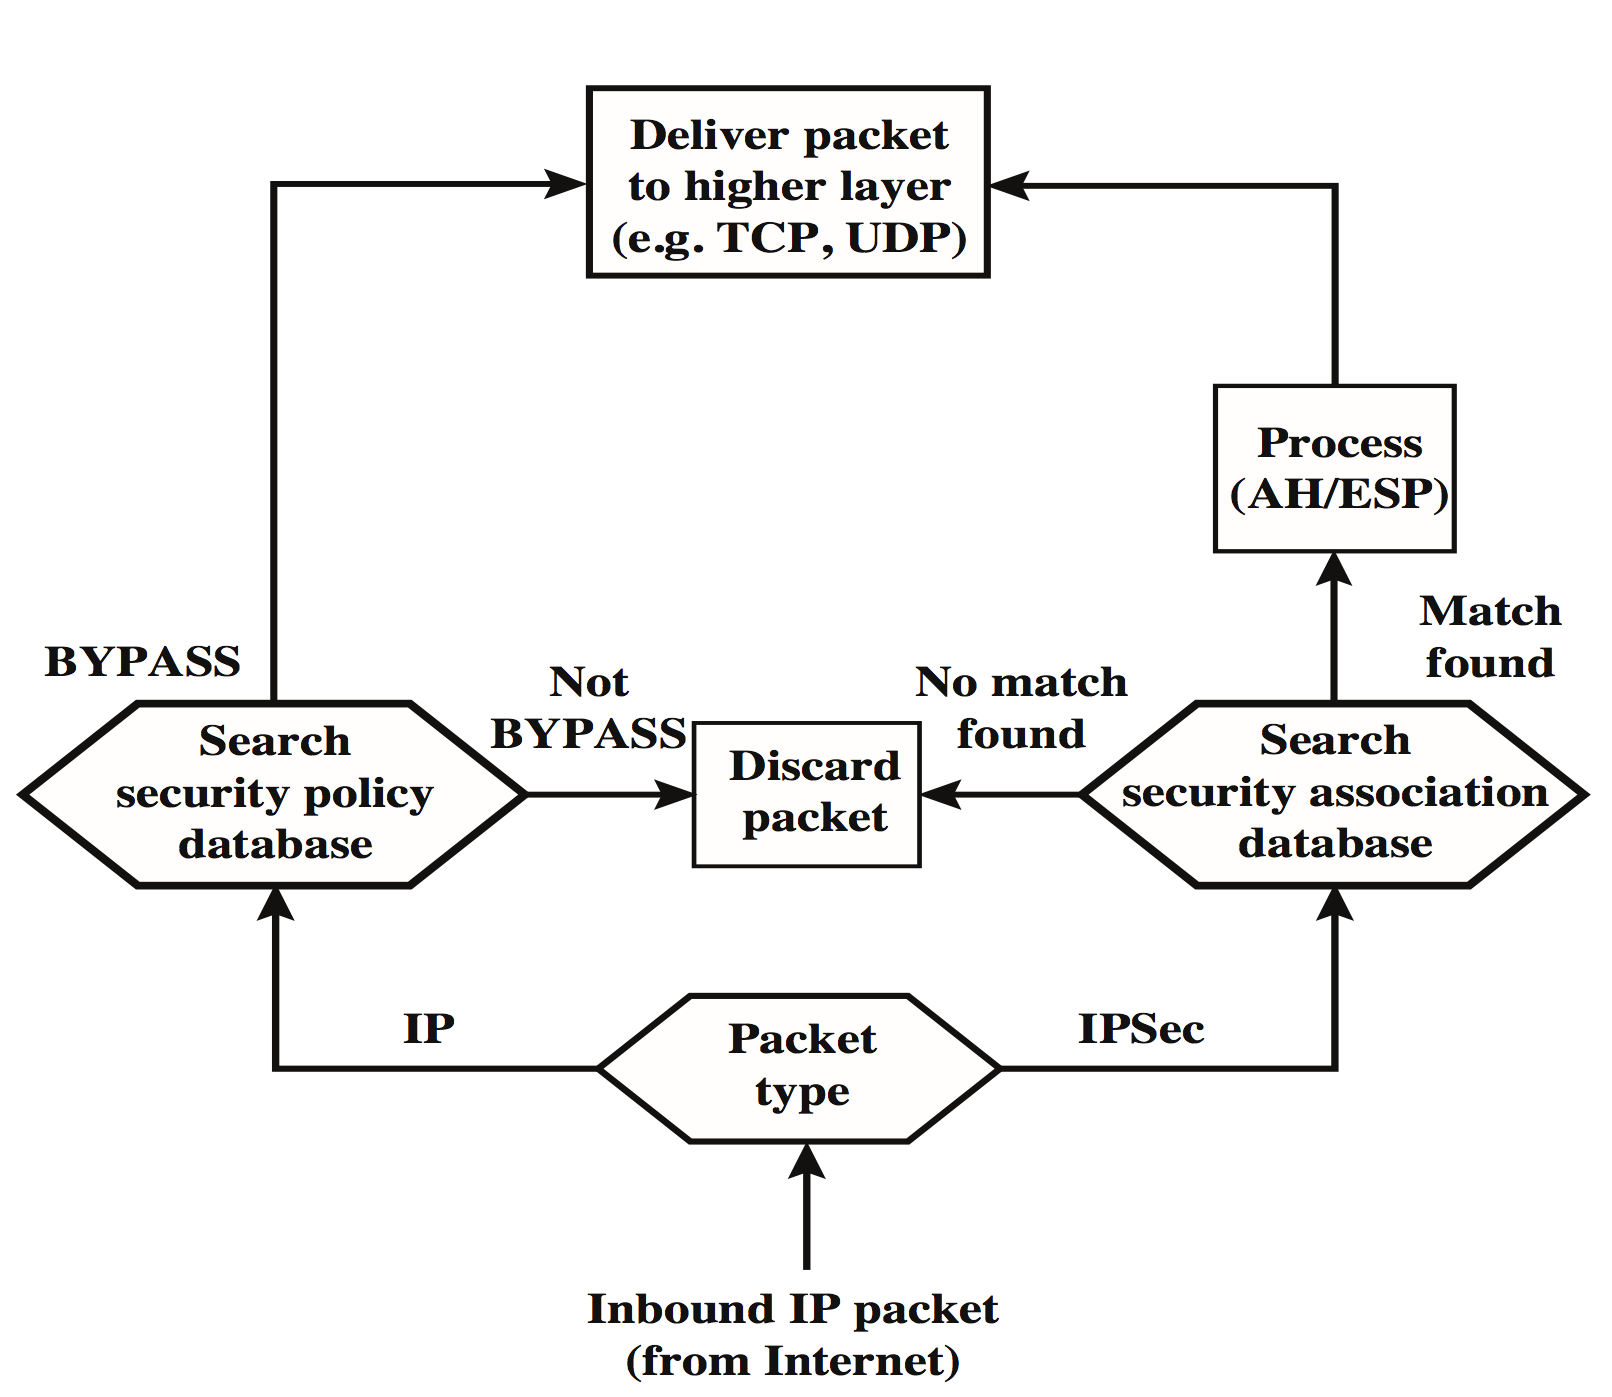 Deliver packet
to higher layer
(e.g. TCP, UDP)
Process
(AH/ESP)
Match
found
BYPASS
Not
BYPASS
No match
found
Search
security policy
database
Discard
packet
Search
security association
database
IP
Packet
type
IPSec
Inbound IP packet
(from Internet)